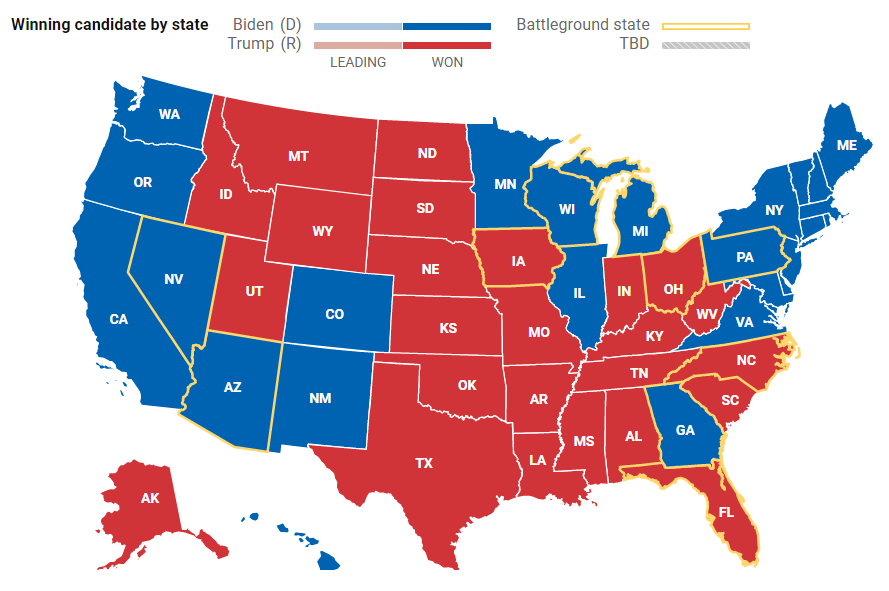 Winning candidate by state
Biden (D)
Trump (R)
LEADING WON
Battleground state
TBD
WA
MT
ND
ME
OR
ID
MN
SD
WI
NY
WY
MI
PA
IA
NE
NV
UT
IL
IN
OH
CO
WV
CA
VA
KS
MO
KY
NC
TN
AZ
OK
NM
AR
SC
MS
AL
GA
TX
LA
AK
FL